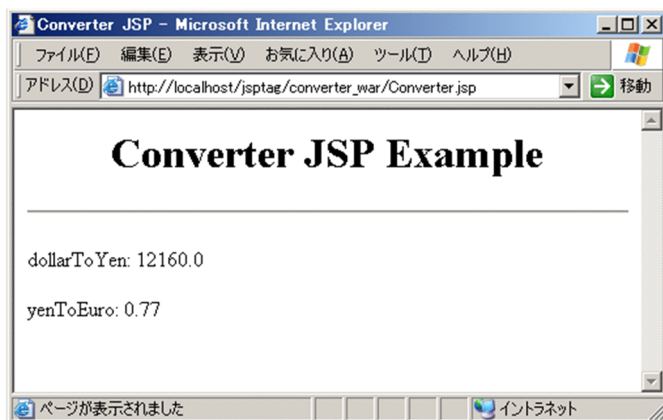 Converter JSP - Microsoft Internet Explorer
ファイル(F) 編集(E) 表示(V) お気に入り(A) ツール(T) ヘルプ(H)
アドレス(D) http://localhost/jsptag/converter_war/Converter.jsp 移動
Converter JSP Example
dollarToYen: 12160.0
yenToEuro: 0.77
ページが表示されました イントラネット